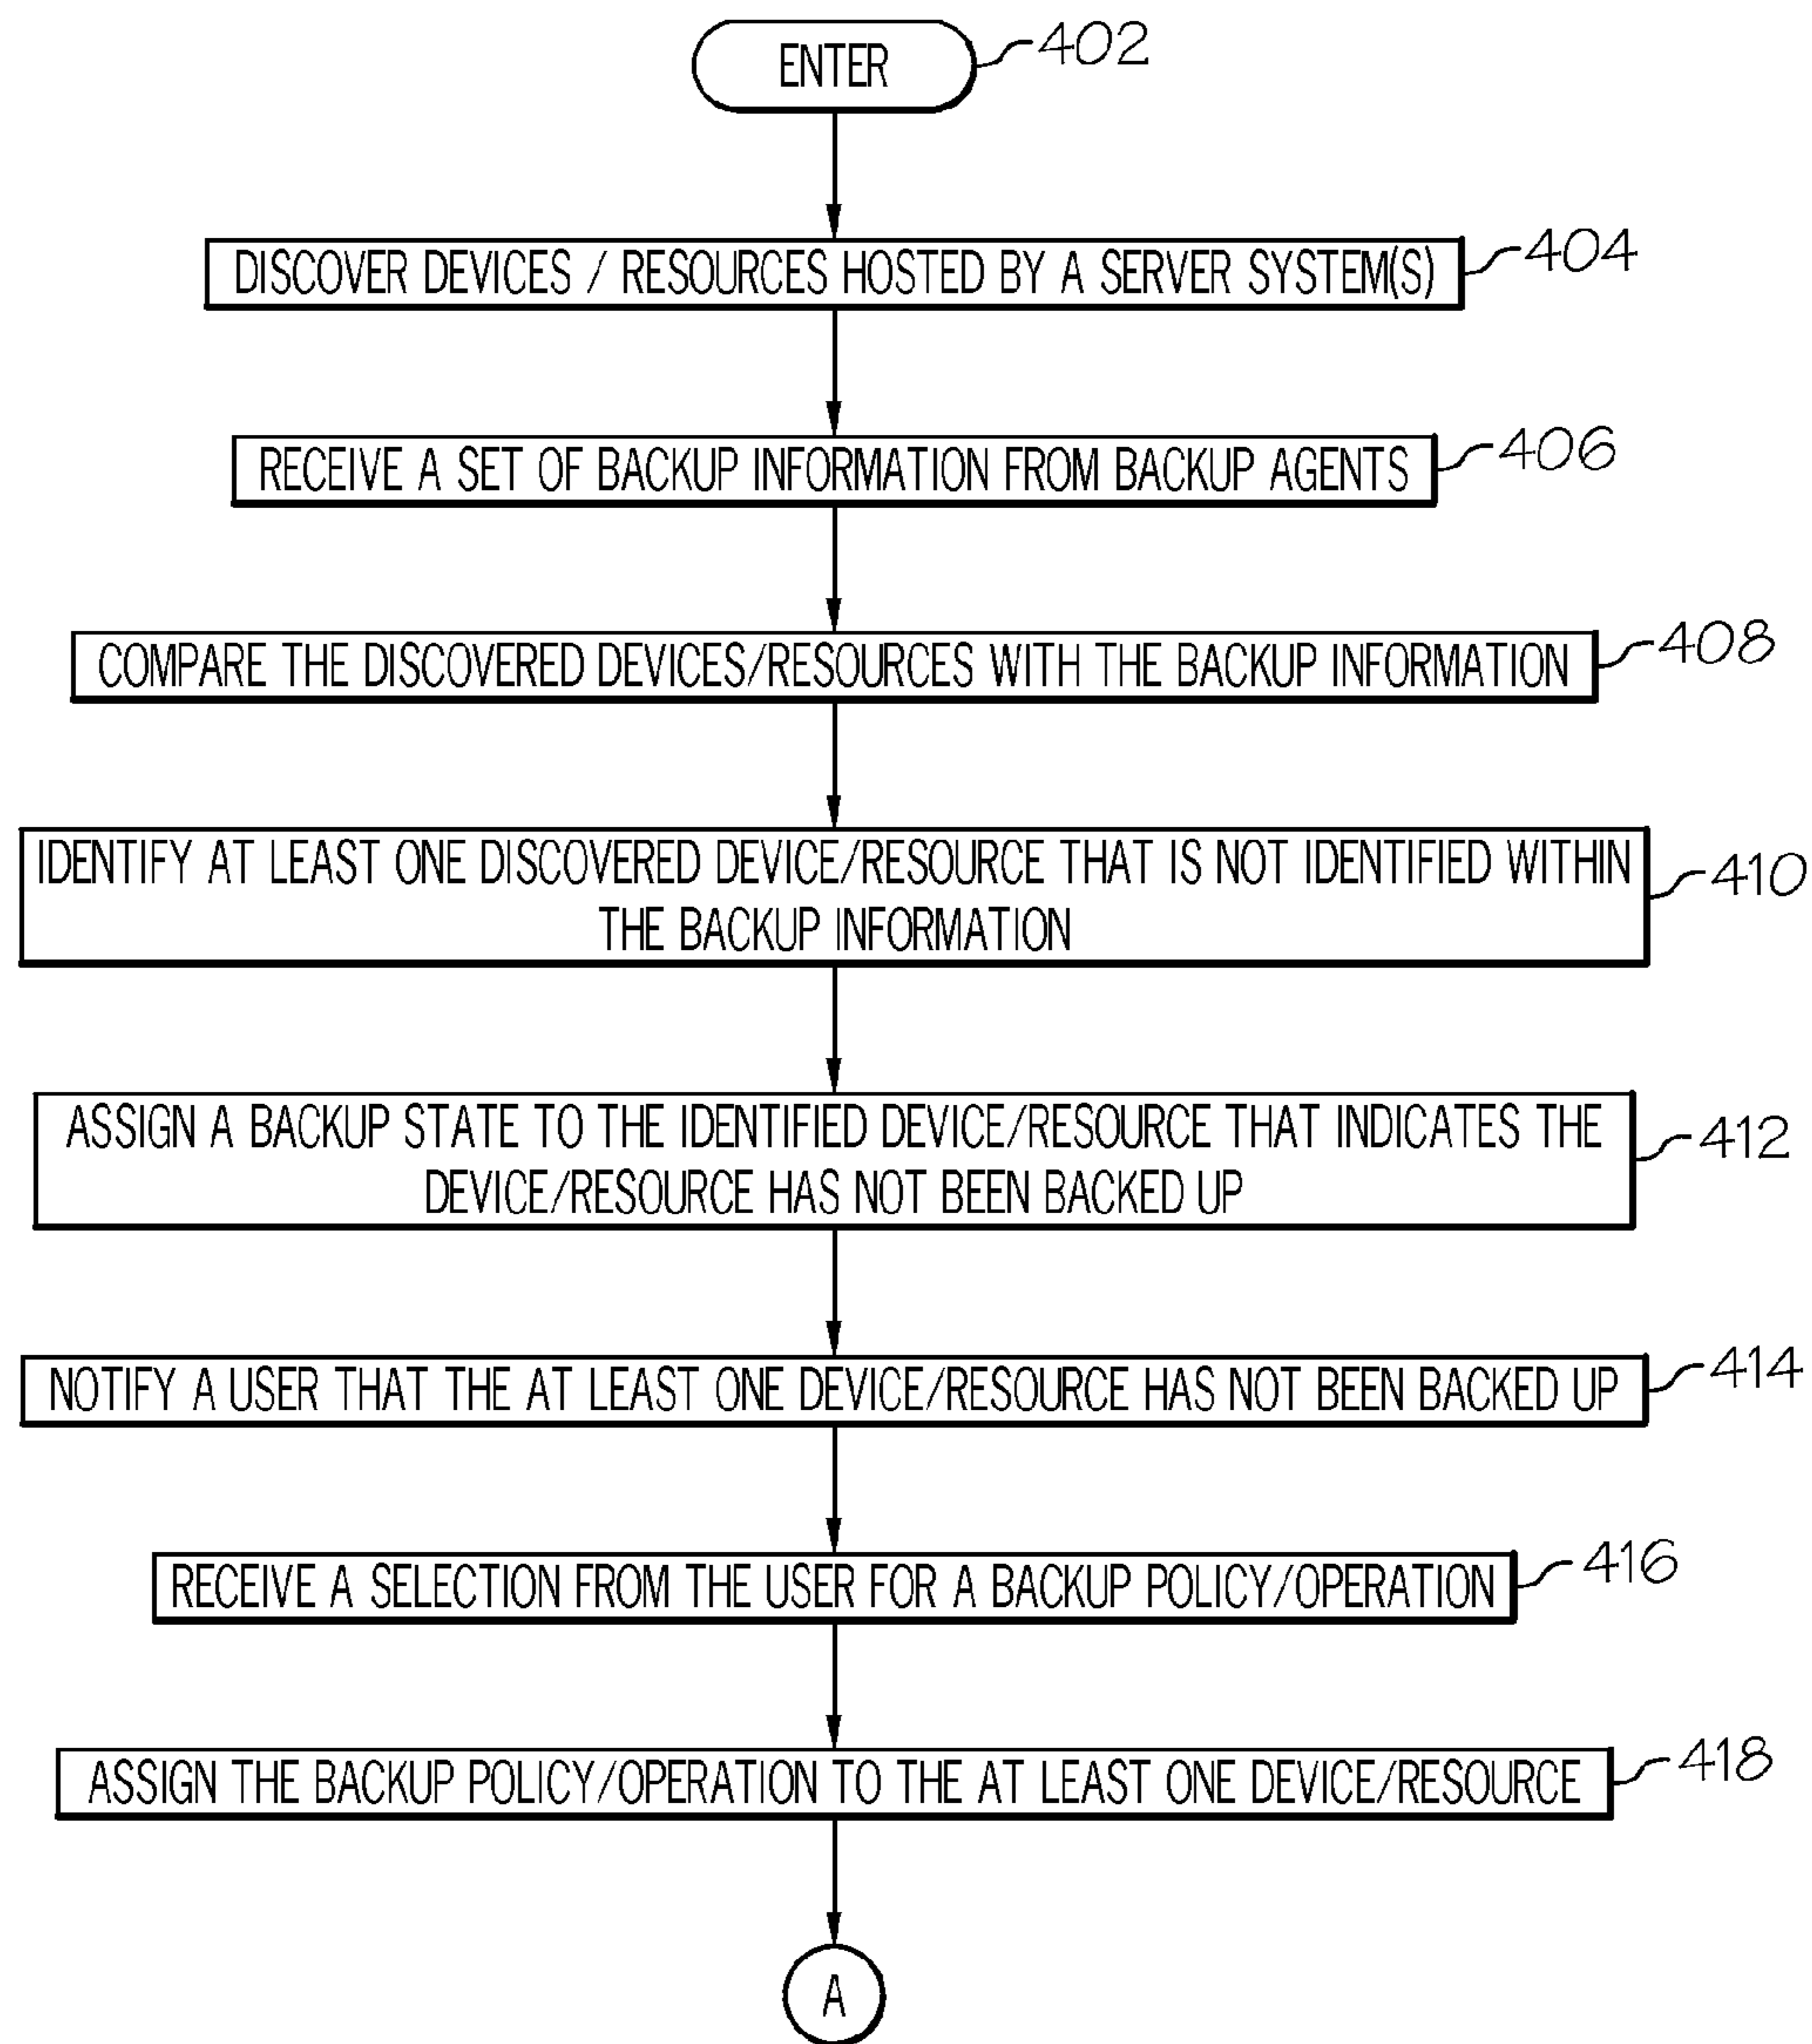 ENTER
402
DISCOVER DEVICES / RESOURCES HOSTED BY A SERVER SYSTEM(S)
404
RECEIVE A SET OF BACKUP INFORMATION FROM BACKUP AGENTS
406
COMPARE THE DISCOVERED DEVICES/RESOURCES WITH THE BACKUP INFORMATION
408
IDENTIFY AT LEAST ONE DISCOVERED DEVICE/RESOURCE THAT IS NOT IDENTIFIED WITHIN
THE BACKUP INFORMATION
410
ASSIGN A BACKUP STATE TO THE IDENTIFIED DEVICE/RESOURCE THAT INDICATES THE
DEVICE/RESOURCE HAS NOT BEEN BACKED UP
412
NOTIFY A USER THAT THE AT LEAST ONE DEVICE/RESOURCE HAS NOT BEEN BACKED UP
414
RECEIVE A SELECTION FROM THE USER FOR A BACKUP POLICY/OPERATION
416
ASSIGN THE BACKUP POLICY/OPERATION TO THE AT LEAST ONE DEVICE/RESOURCE
418
A